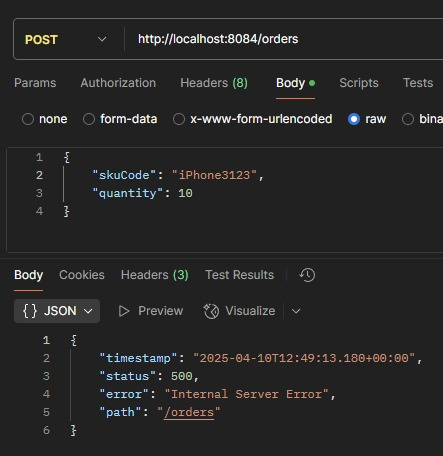 POST http://localhost:8084/orders
Params Authorization Headers (8) Body Scripts Tests
none form-data x-www-form-urlencoded raw bina
1 {
2 "skuCode": "iPhone3123",
3 "quantity": 10
4 }
Body Cookies Headers (3) Test Results
{} JSON Preview Visualize
1 {
2 "timestamp": "2025-04-10T12:49:13.180+00:00",
3 "status": 500,
4 "error": "Internal Server Error",
5 "path": "/orders"
6 }